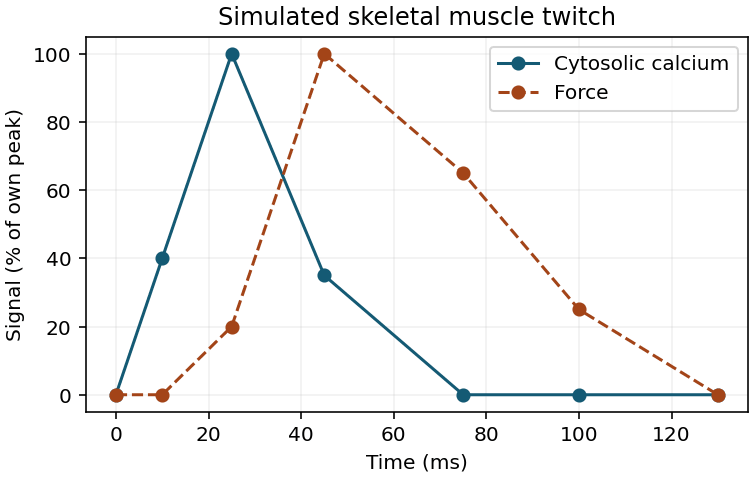 Simulated skeletal muscle twitch
Cytosolic calcium
Force
Signal (% of own peak)
100
80
60
40
20
0
0 20 40 60 80 100 120
Time (ms)